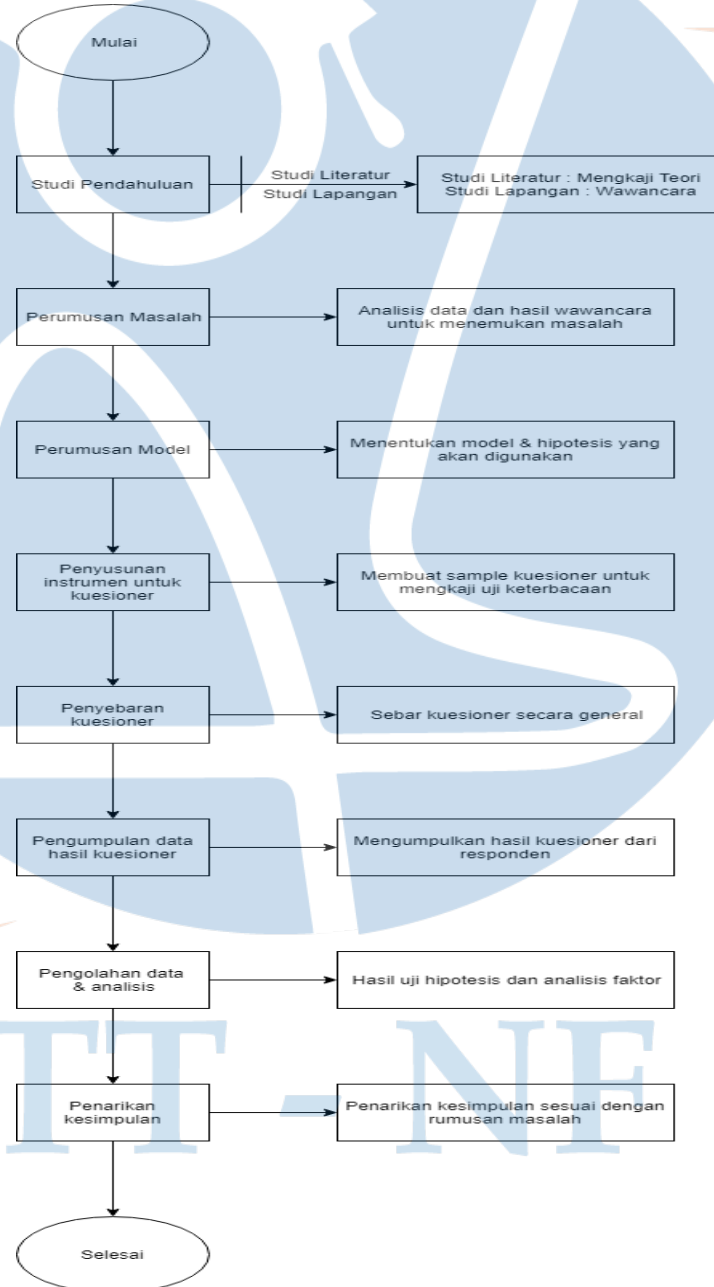 Mulai
Studi Pendahuluan
Studi Literatur
Studi Lapangan
Studi Literatur : Mengkaji Teori
Studi Lapangan : Wawancara
Perumusan Masalah
Analisis data dan hasil wawancara
untuk menemukan masalah
Perumusan Model
Menentukan model & hipotesis yang
akan digunakan
Penyusunan
instrumen untuk
kuesioner
Membuat sample kuesioner untuk
mengkaji uji keterbacaan
Penyebaran
kuesioner
Sebar kuesioner secara general
Pengumpulan data
hasil kuesioner
Mengumpulkan hasil kuesioner dari
responden
Pengolahan data
& analisis
Hasil uji hipotesis dan analisis faktor
TT - NF
Penarikan
kesimpulan
Penarikan kesimpulan sesuai dengan
rumusan masalah
Selesai